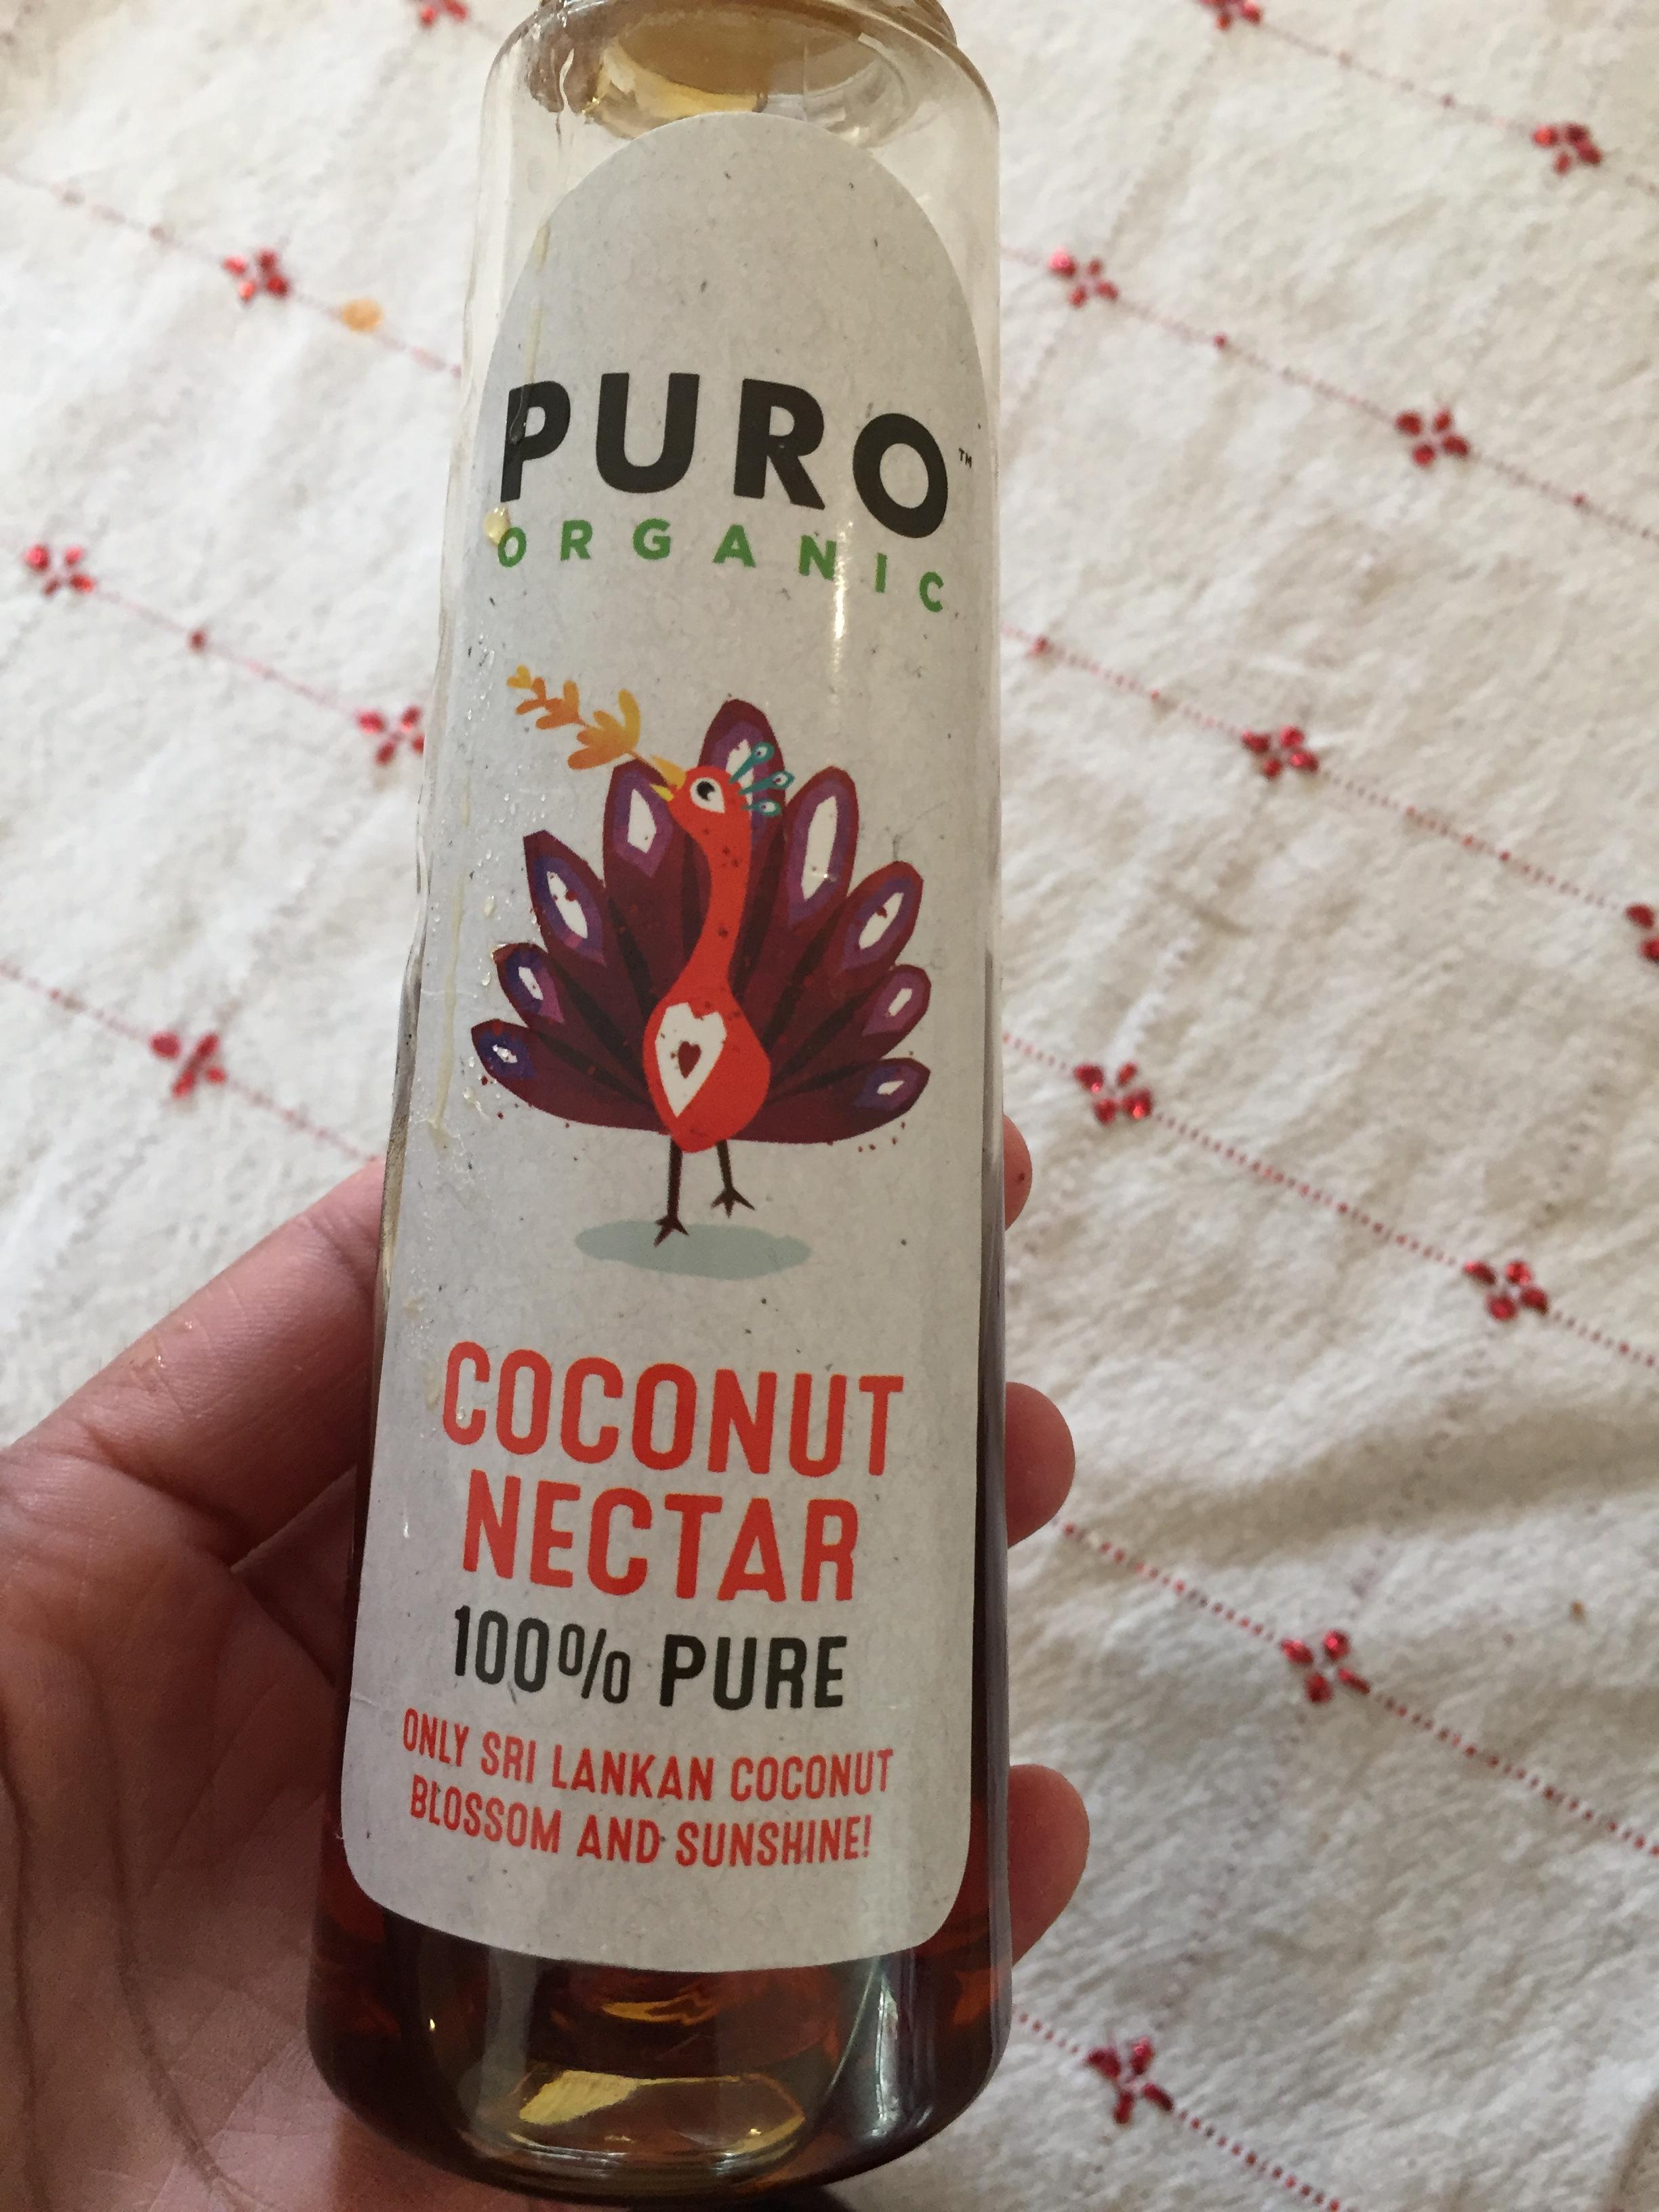 PURO™
ORGANIC
COCONUT
NECTAR
100% PURE
ONLY SRI LANKAN COCONUT
BLOSSOM AND SUNSHINE!